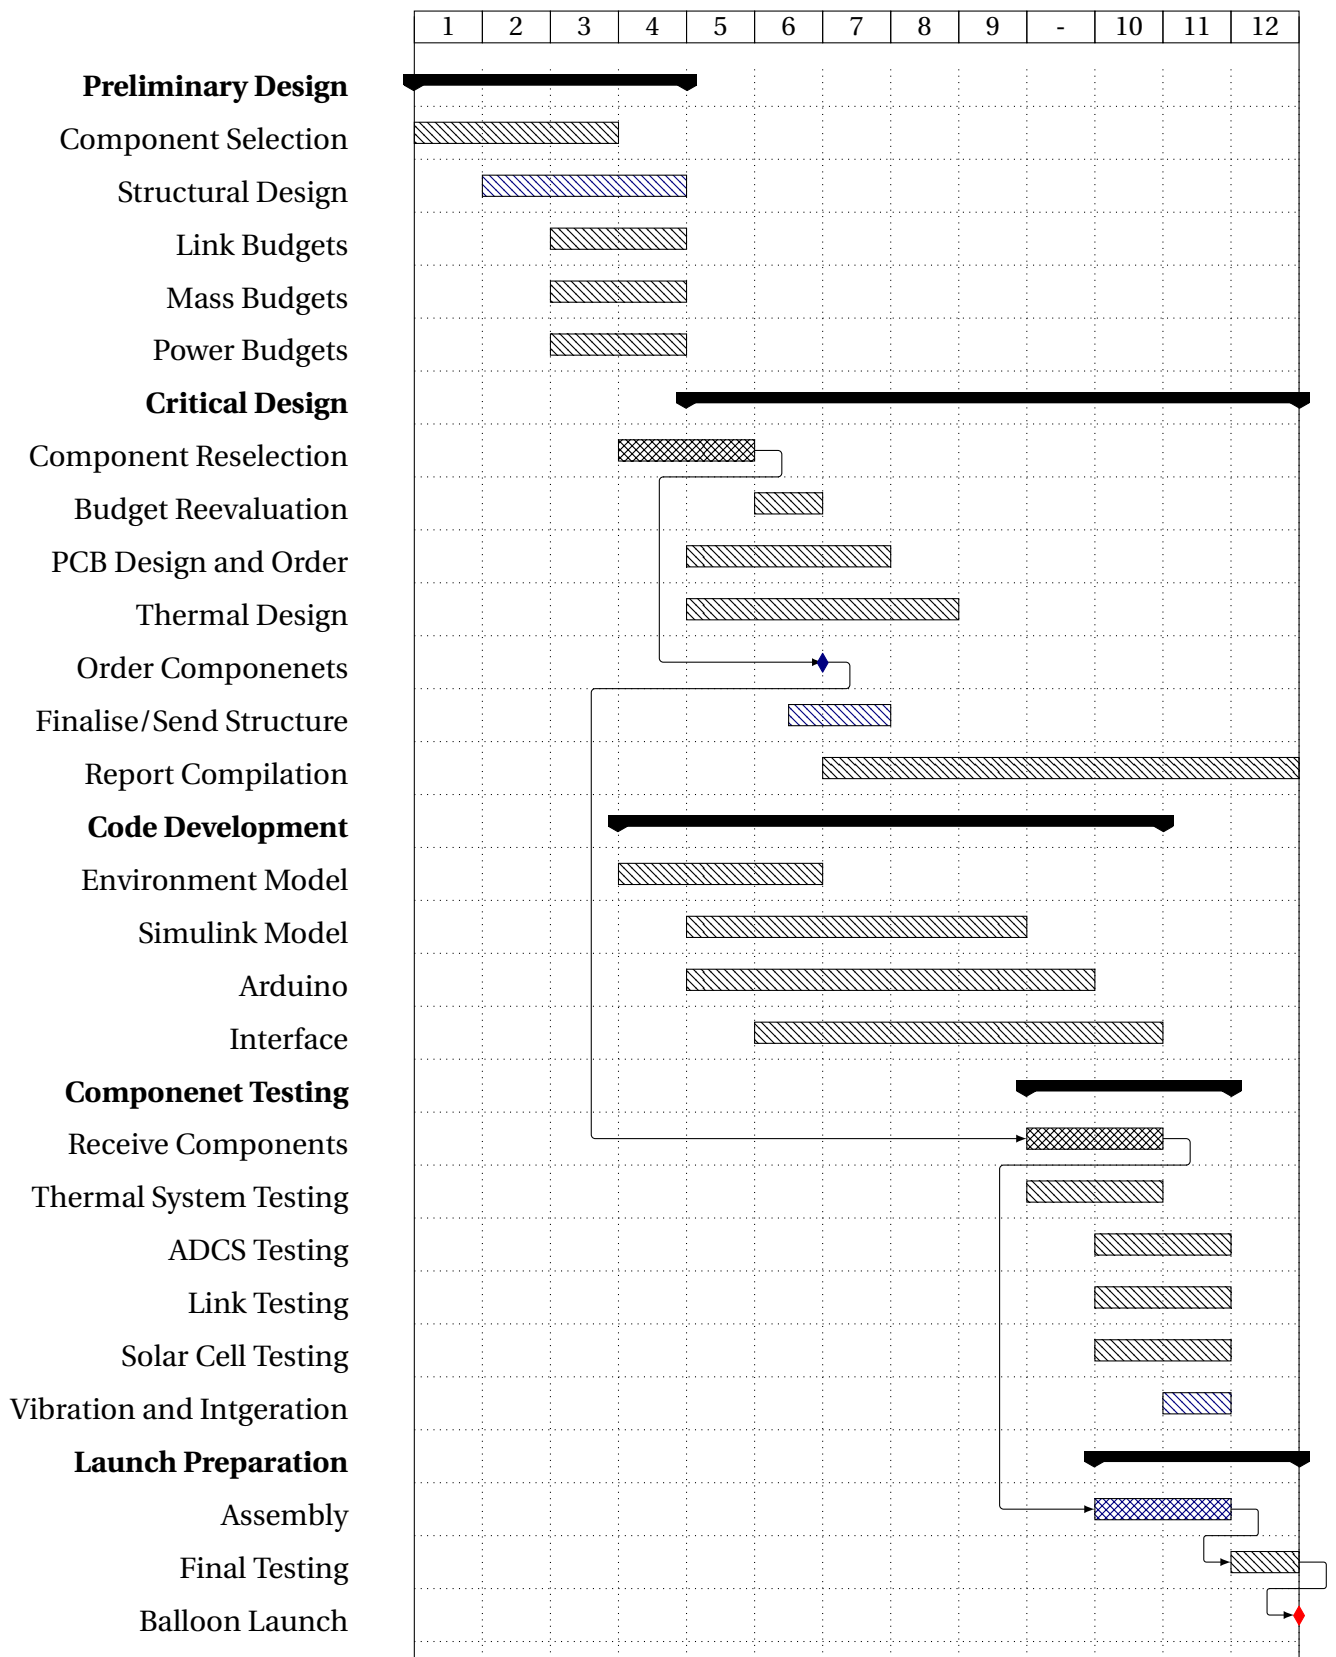 1 2 3 4 5 6 7 8 9 - 10 11 12
Preliminary Design
Component Selection
Structural Design
Link Budgets
Mass Budgets
Power Budgets
Critical Design
Component Reselection
Budget Reevaluation
PCB Design and Order
Thermal Design
Order Componenets
Finalise/Send Structure
Report Compilation
Code Development
Environment Model
Simulink Model
Arduino
Interface
Componenet Testing
Receive Components
Thermal System Testing
ADCS Testing
Link Testing
Solar Cell Testing
Vibration and Intgeration
Launch Preparation
Assembly
Final Testing
Balloon Launch